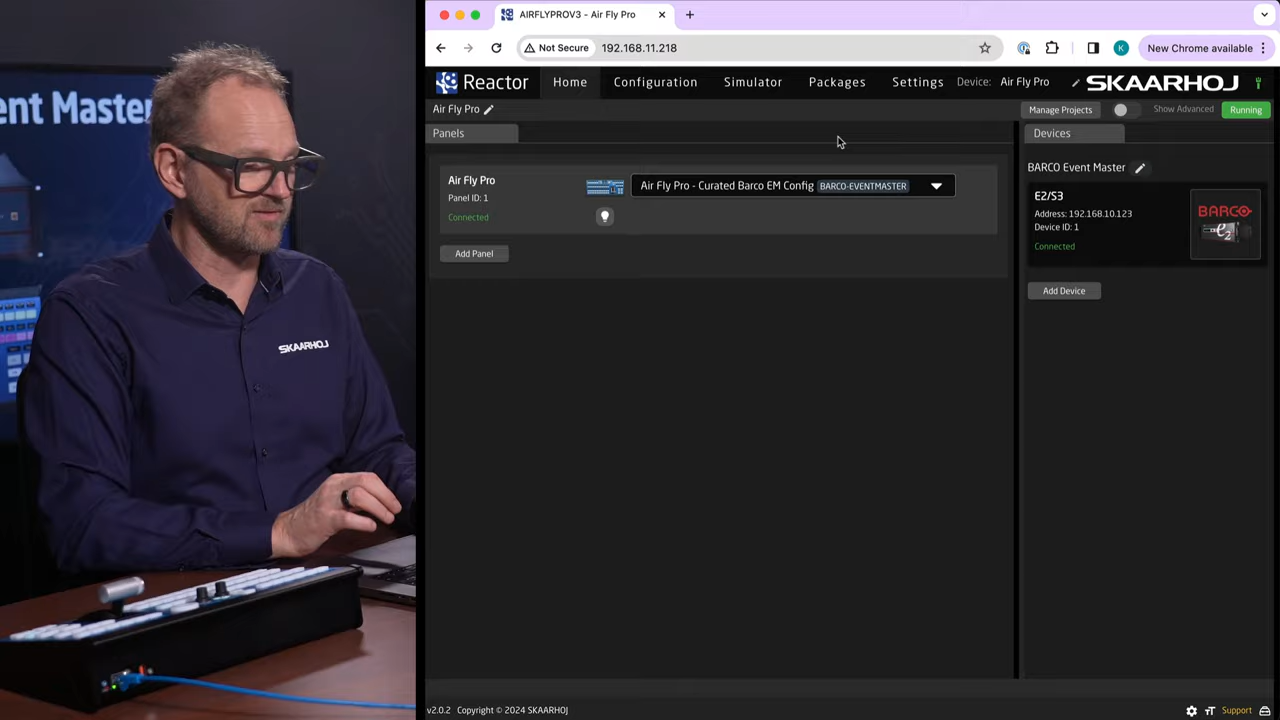 ent Master
SKAARHOJ
AIRFLYPROV3 - Air Fly Pro
Not Secure 192.168.11.218
K
New Chrome available
Reactor Home Configuration Simulator Packages Settings Device: Air Fly Pro SKAARHOJ
Air Fly Pro
Manage Projects Show Advanced Running
Panels
Air Fly Pro
Panel ID: 1
Connected
Air Fly Pro - Curated Barco EM Config BARCO-EVENTMASTER
Add Panel
Devices
BARCO Event Master
E2/S3
Address: 192.168.10.123
Device ID: 1
Connected
BARCO
e2
Add Device
v2.0.2 Copyright © 2024 SKAARHOJ
Support